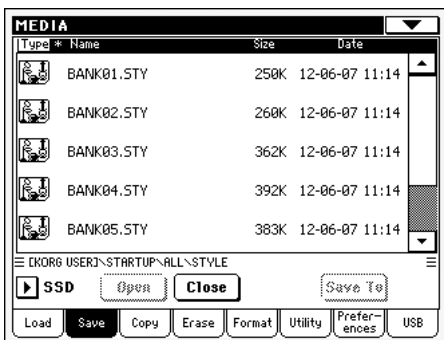 MEDIA
Type * Name Size Date
BANK01.STY 250K 12-06-07 11:14
BANK02.STY 260K 12-06-07 11:14
BANK03.STY 362K 12-06-07 11:14
BANK04.STY 392K 12-06-07 11:14
BANK05.STY 383K 12-06-07 11:14
[KORG USER]\STARTUP\ALL\STYLE
SSD Open Close Save To
Load Save Copy Erase Format Utility Prefer-
ences USB